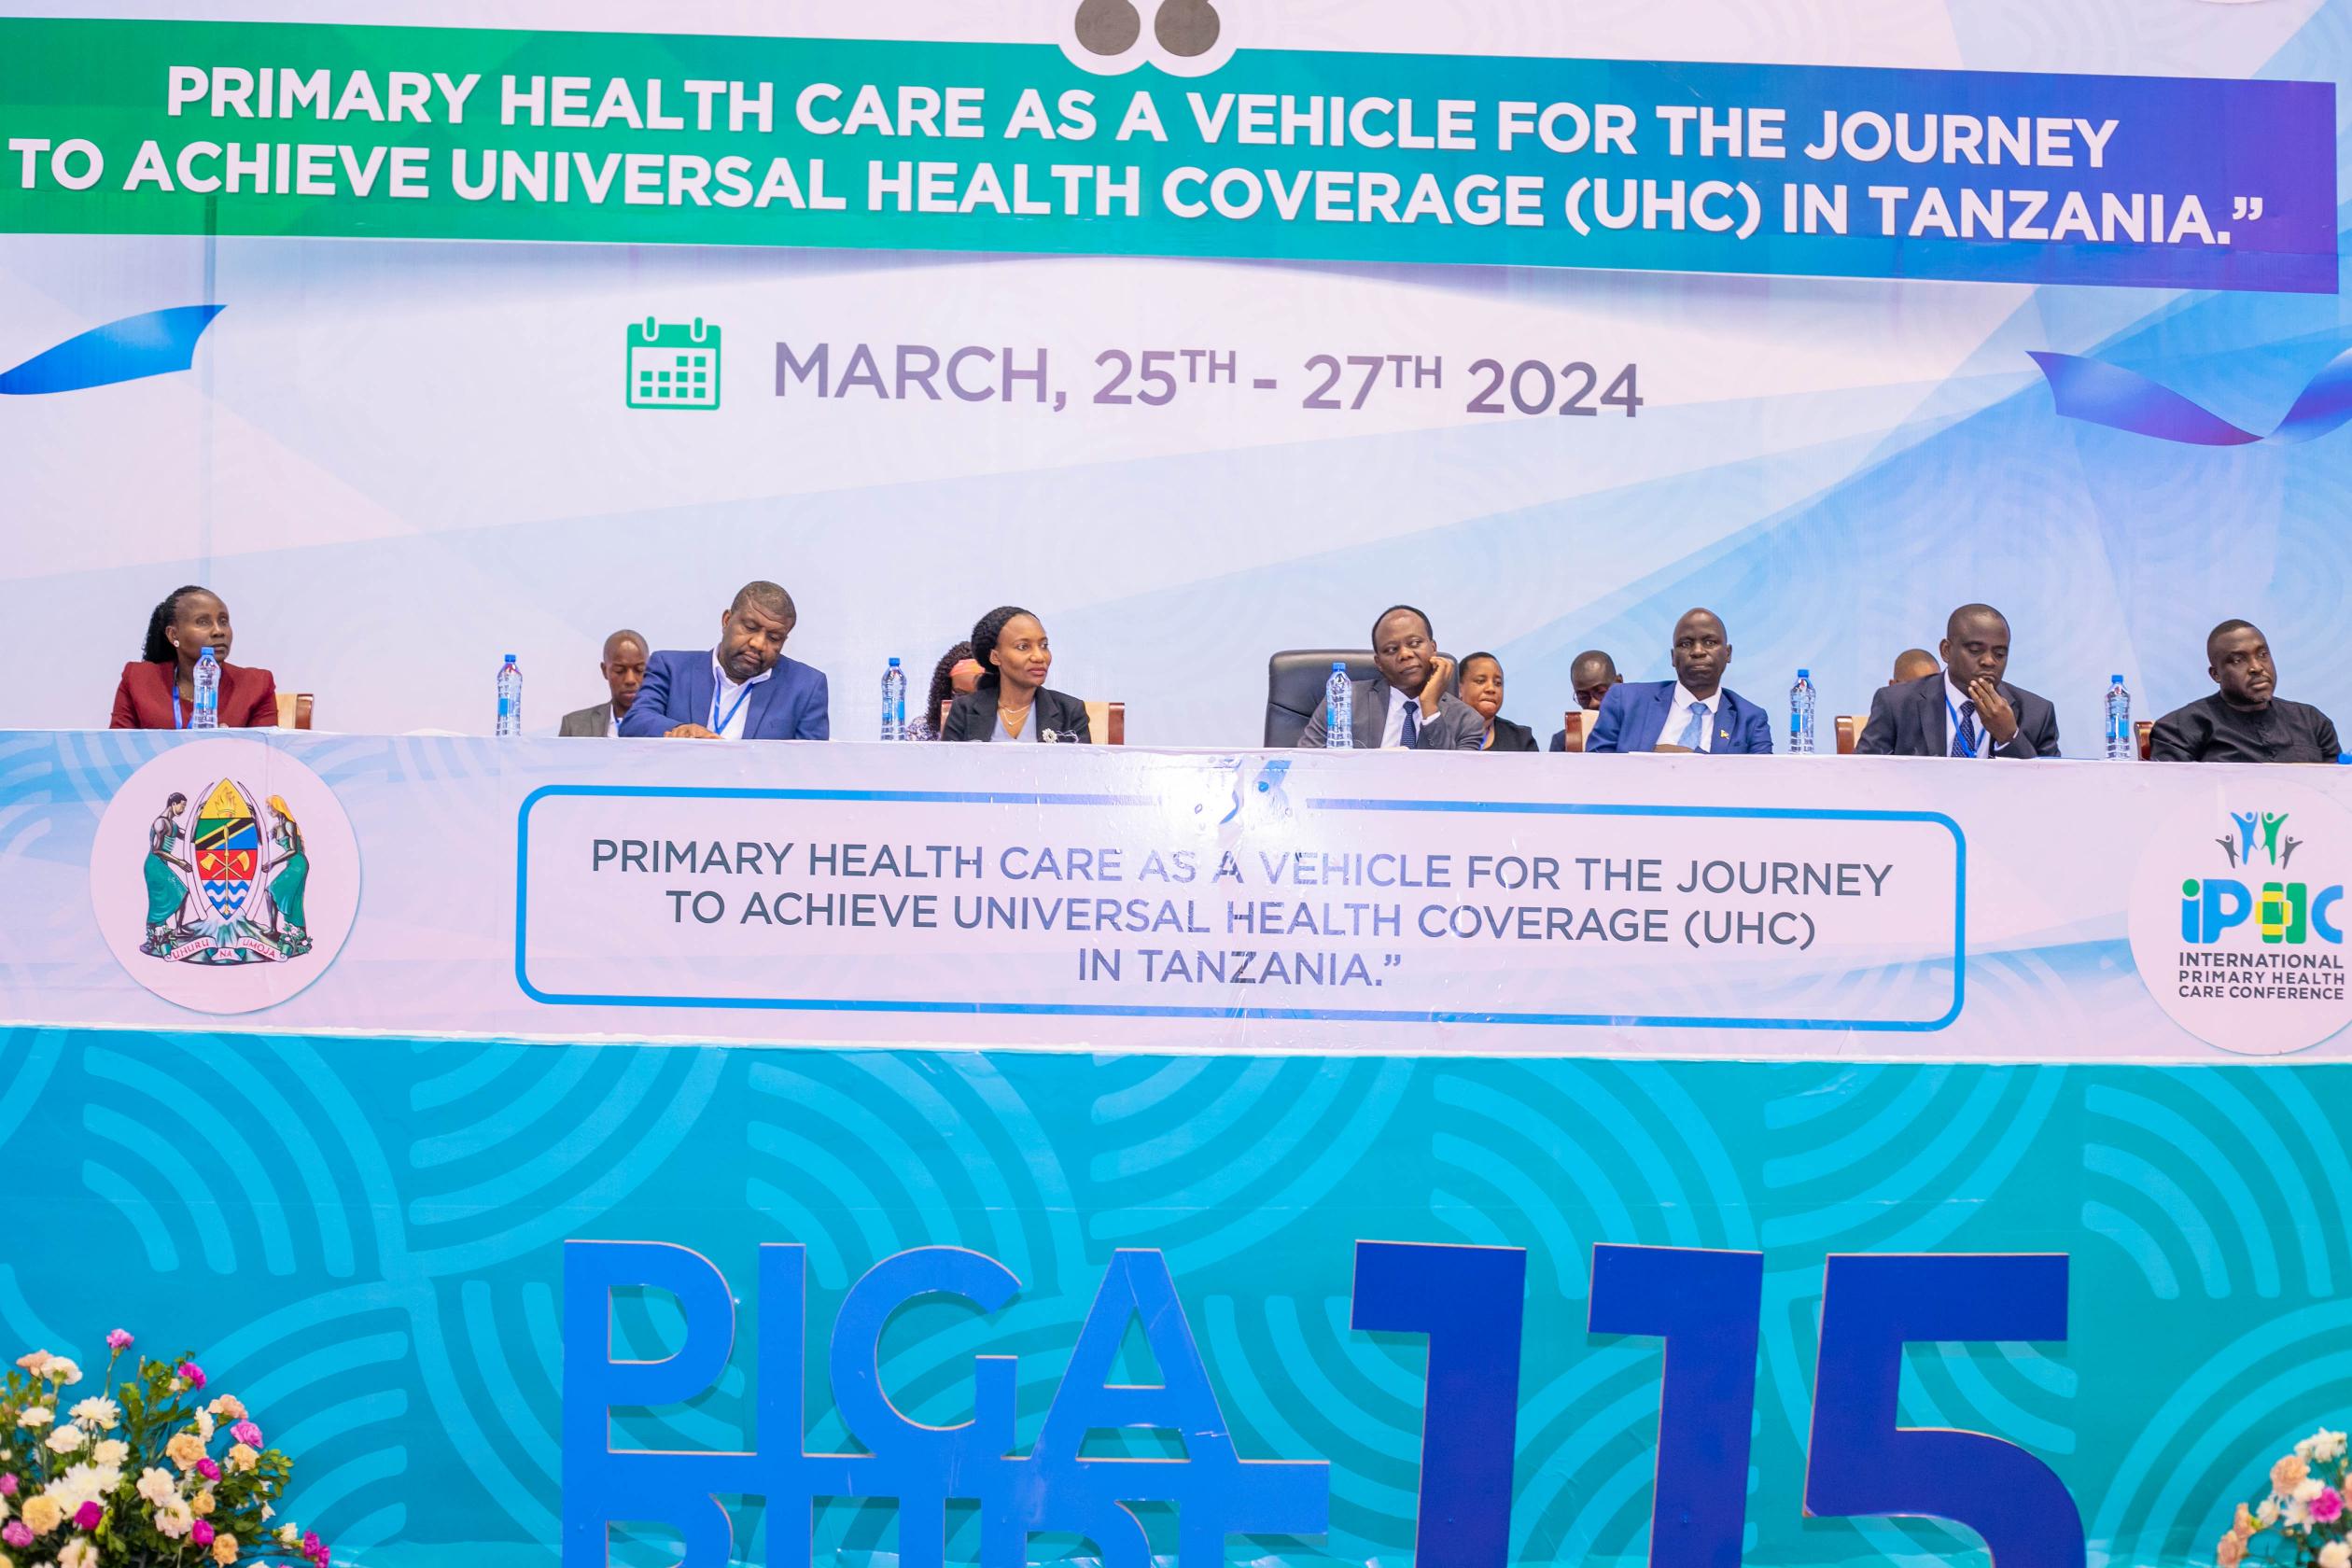 PRIMARY HEALTH CARE AS A VEHICLE FOR THE JOURNEY
TO ACHIEVE UNIVERSAL HEALTH COVERAGE (UHC) IN TANZANIA.”
MARCH, 25TH - 27TH 2024
PRIMARY HEALTH CARE AS A VEHICLE FOR THE JOURNEY
TO ACHIEVE UNIVERSAL HEALTH COVERAGE (UHC)
IN TANZANIA.”
UHURU NA UMOJA
iPHC
INTERNATIONAL
PRIMARY HEALTH
CARE CONFERENCE
PIGA
115